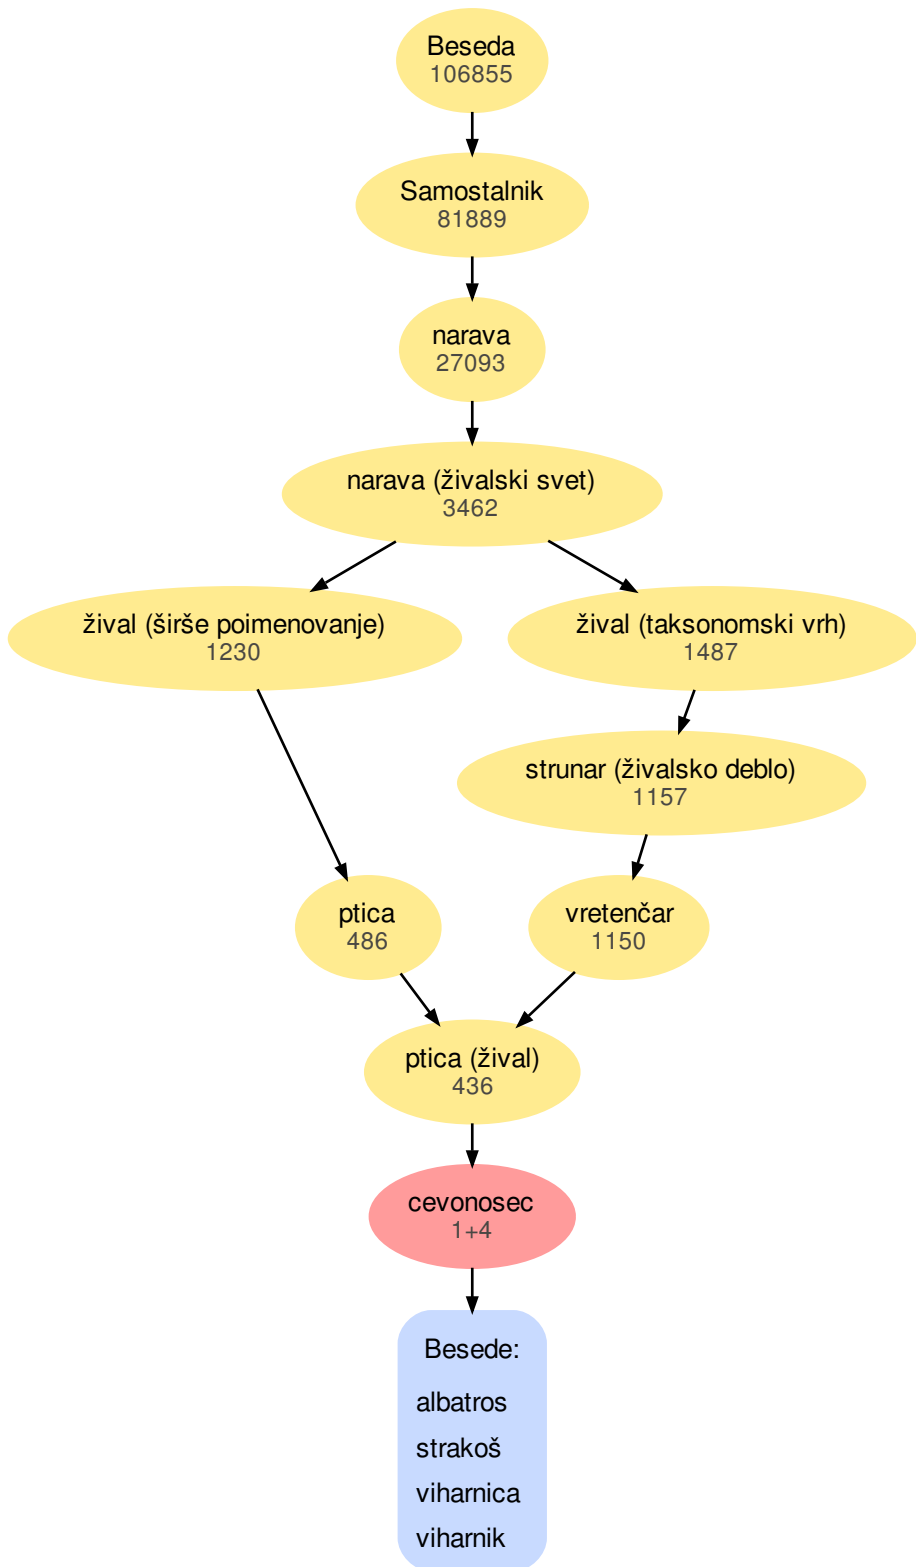 Beseda
106855
Samostalnik
81889
narava
27093
narava (živalski svet)
3462
žival (širše poimenovanje)
1230
žival (taksonomski vrh)
1487
strunar (živalsko deblo)
1157
ptica
486
vretenčar
1150
ptica (žival)
436
cevonosec
1+4
Besede:
albatros
strakoš
viharnica
viharnik